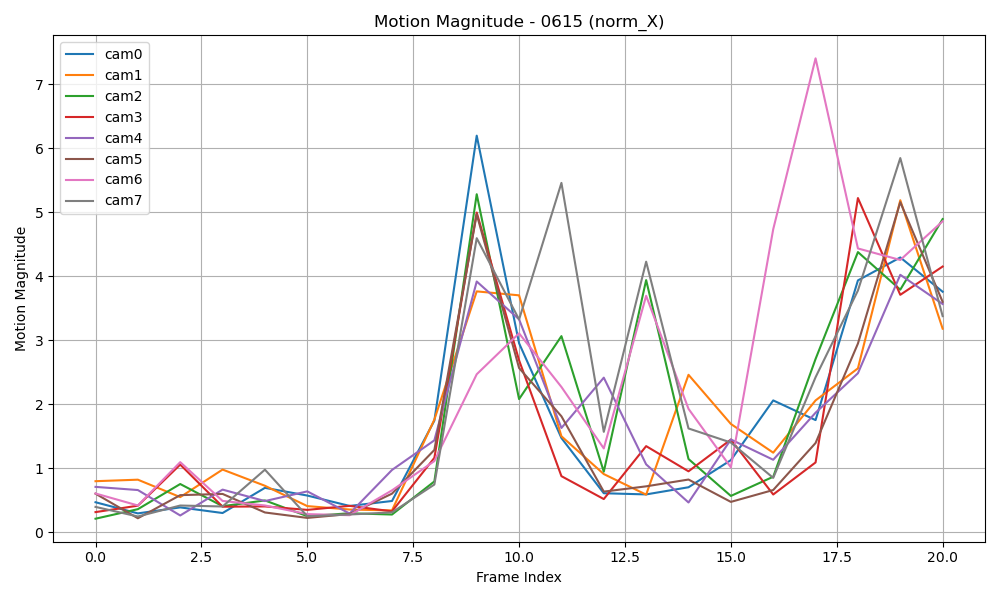 Motion Magnitude - 0615 (norm_X)
cam0
cam1
cam2
cam3
cam4
cam5
cam6
cam7
Motion Magnitude
7
6
5
4
3
2
1
0
0.0 2.5 5.0 7.5 10.0 12.5 15.0 17.5 20.0
Frame Index